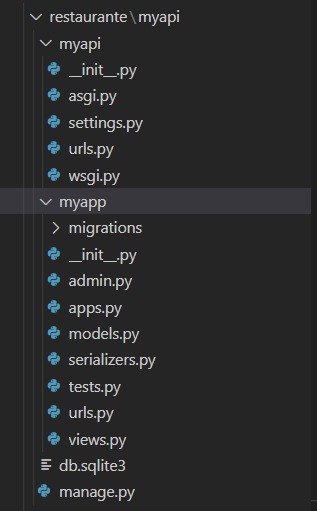 restaurante\myapi
myapi
__init__.py
asgi.py
settings.py
urls.py
wsgi.py
myapp
migrations
__init__.py
admin.py
apps.py
models.py
serializers.py
tests.py
urls.py
views.py
db.sqlite3
manage.py